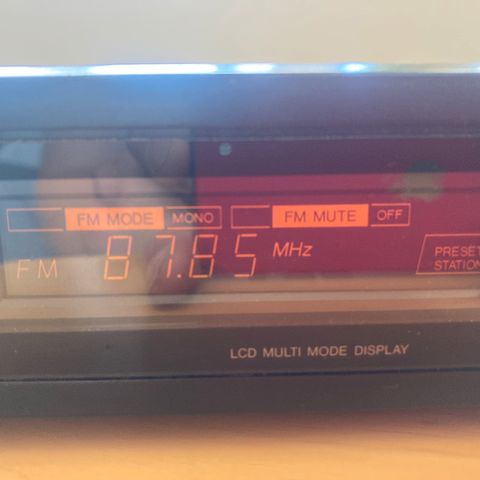 FM MODE MONO FM MUTE OFF
FM 87.85 MHz
PRESET
STATION
LCD MULTI MODE DISPLAY